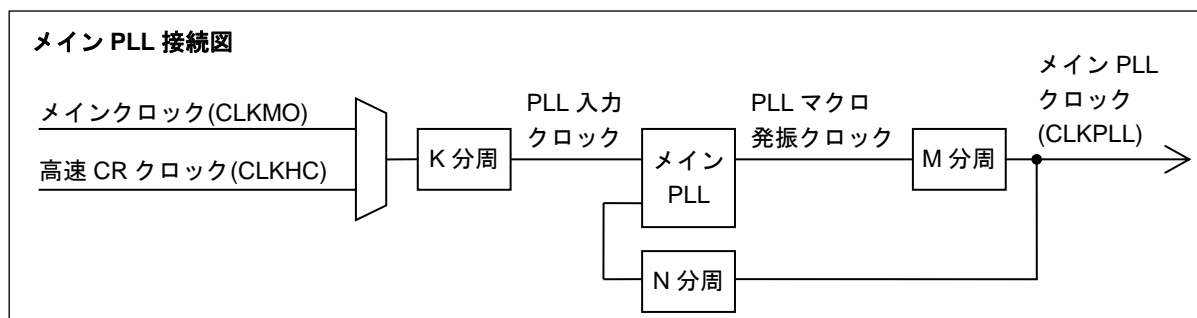 メイン PLL 接続図
メインクロック(CLKMO)
高速 CR クロック(CLKHC)
K 分周
PLL 入力
クロック
メイン
PLL
PLL マクロ
発振クロック
M 分周
メイン PLL
クロック
(CLKPLL)
N 分周